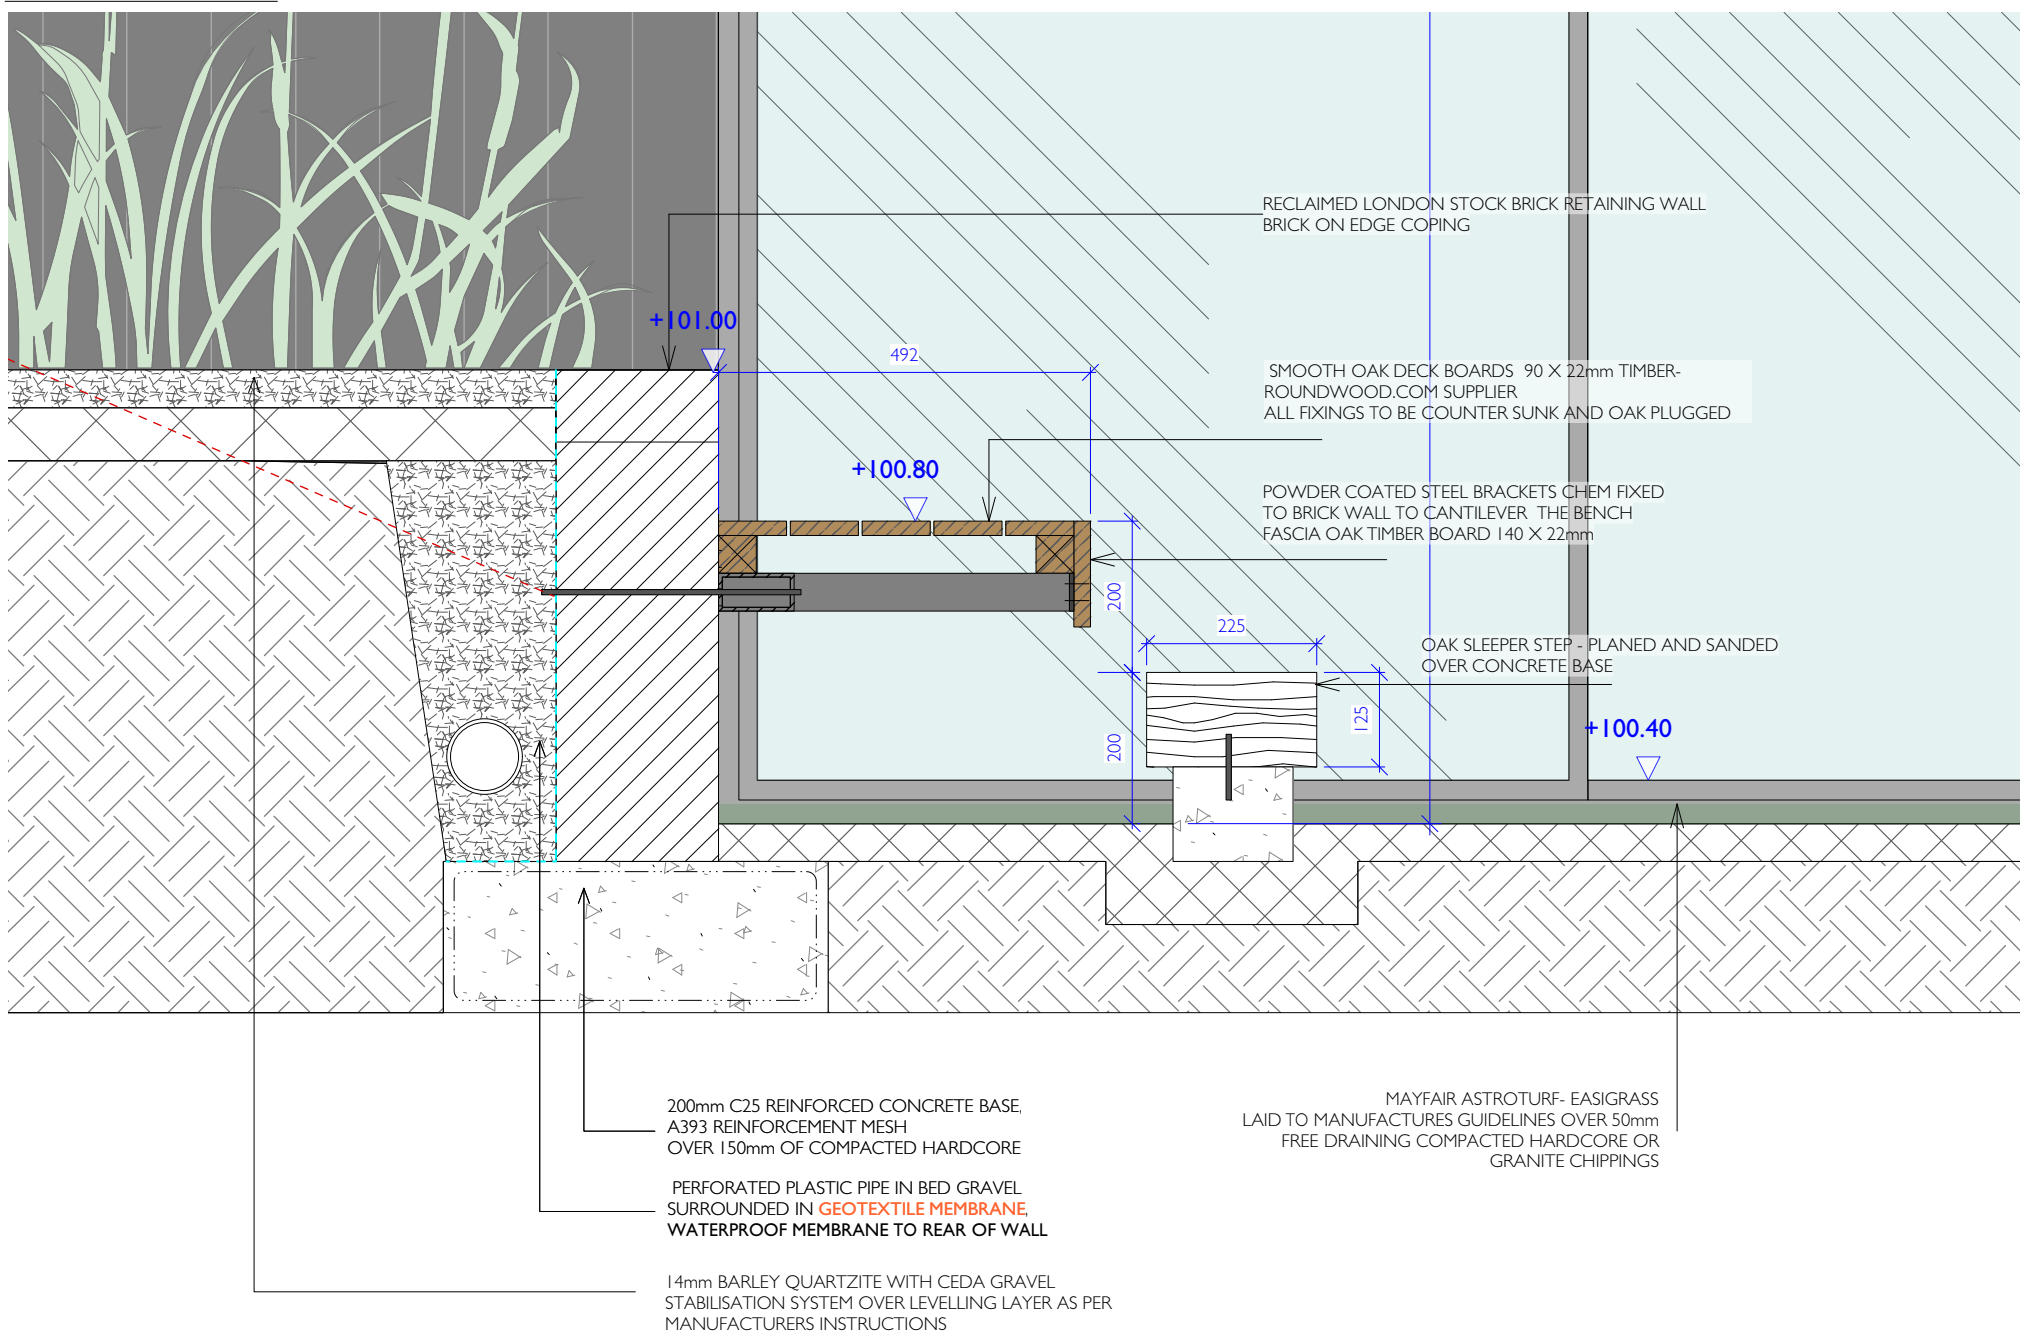 RECLAIMED LONDON STOCK BRICK RETAINING WALL
BRICK ON EDGE COPING
+101.00
492
SMOOTH OAK DECK BOARDS 90 X 22mm TIMBER-
ROUNDWOOD.COM SUPPLIER
ALL FIXINGS TO BE COUNTER SUNK AND OAK PLUGGED
+100.80
POWDER COATED STEEL BRACKETS CHEM FIXED
TO BRICK WALL TO CANTILEVER THE BENCH
FASCIA OAK TIMBER BOARD 140 X 22mm
200
225
OAK SLEEPER STEP - PLANED AND SANDED
OVER CONCRETE BASE
125
200
+100.40
200mm C25 REINFORCED CONCRETE BASE,
A393 REINFORCEMENT MESH
OVER 150mm OF COMPACTED HARDCORE
MAYFAIR ASTROTURF- EASIGRASS
LAID TO MANUFACTURES GUIDELINES OVER 50mm
FREE DRAINING COMPACTED HARDCORE OR
GRANITE CHIPPINGS
PERFORATED PLASTIC PIPE IN BED GRAVEL
SURROUNDED IN GEOTEXTILE MEMBRANE,
WATERPROOF MEMBRANE TO REAR OF WALL
14mm BARLEY QUARTZITE WITH CEDA GRAVEL
STABILISATION SYSTEM OVER LEVELLING LAYER AS PER
MANUFACTURERS INSTRUCTIONS